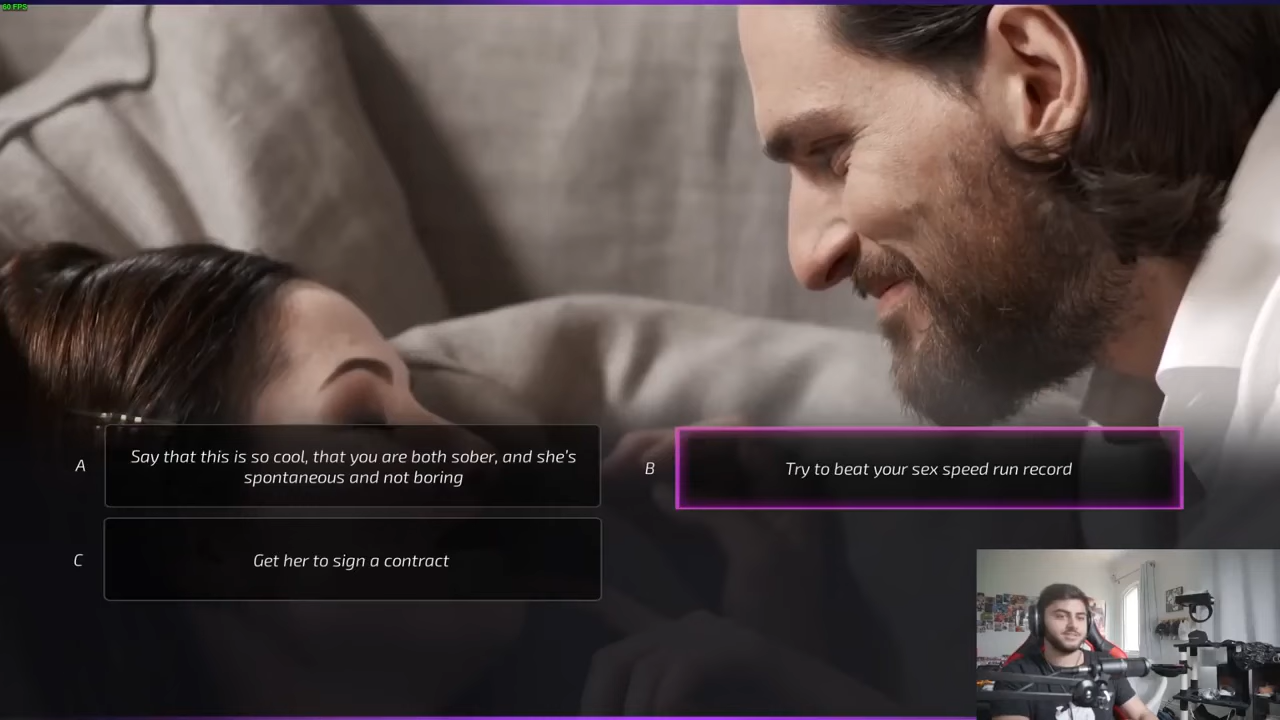 60 FPS
A
Say that this is so cool, that you are both sober, and she's
spontaneous and not boring
B
Try to beat your sex speed run record
C
Get her to sign a contract